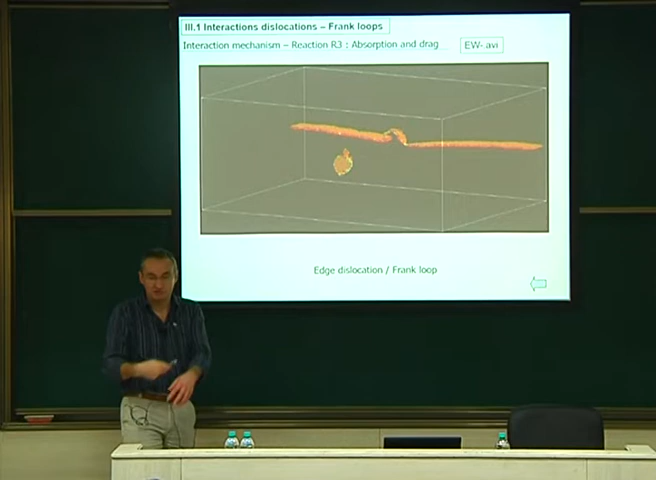 III.1 Interactions dislocations – Frank loops
Interaction mechanism – Reaction R3 : Absorption and drag
EW- avi
Edge dislocation / Frank loop